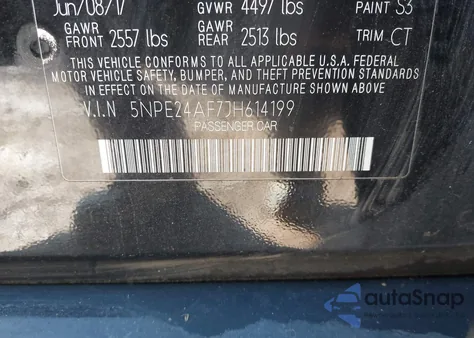 Jun/08/17 GVWR 4497 lbs PAINT S3
GAWR GAWR
FRONT 2557 lbs REAR 2513 lbs TRIM CT
THIS VEHICLE CONFORMS TO ALL APPLICABLE U.S.A. FEDERAL
MOTOR VEHICLE SAFETY, BUMPER, AND THEFT PREVENTION STANDARDS
IN EFFECT ON THE DATE OF MANUFACTURE SHOWN ABOVE
V.I.N 5NPE24AF7JH614199
PASSENGER CAR
autoSnap